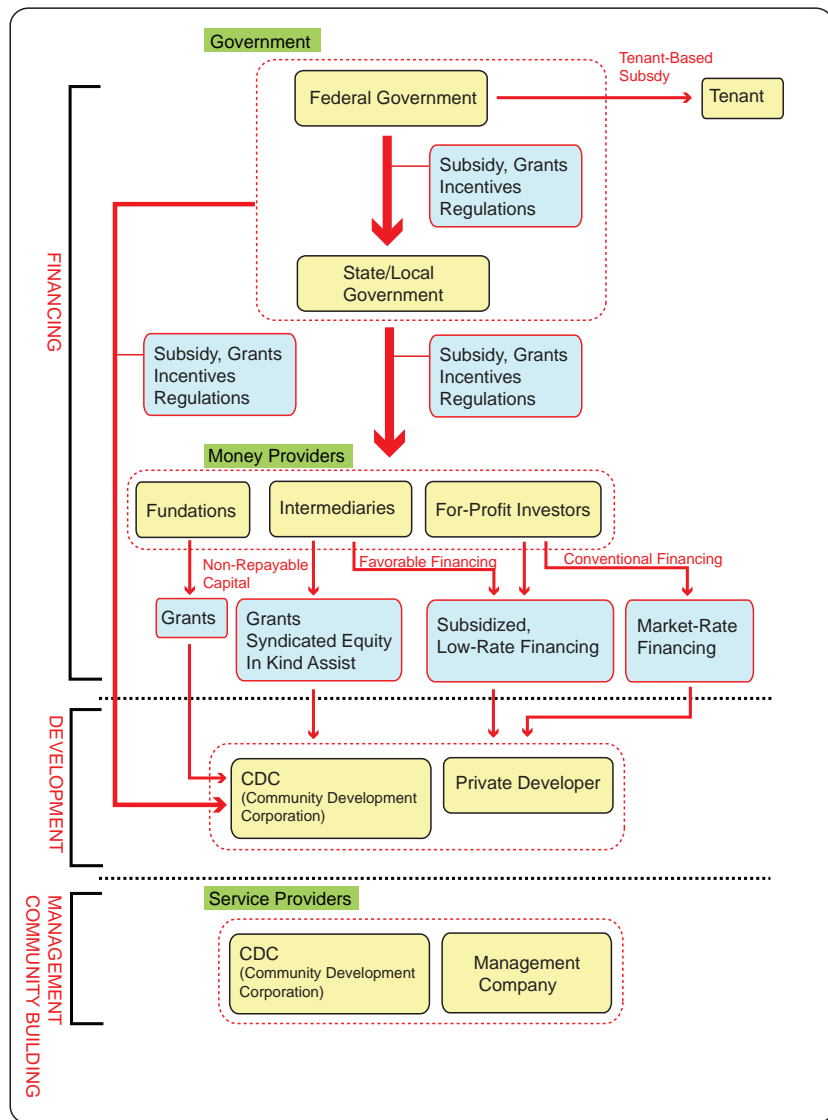 Government
Tenant-Based
Subsdy
Federal Government
Tenant
Subsidy, Grants
Incentives
Regulations
FINANCING
State/Local
Government
Subsidy, Grants
Incentives
Regulations
Subsidy, Grants
Incentives
Regulations
Money Providers
Fundations
Intermediaries
For-Profit Investors
Non-Repayable
Capital
Favorable Financing
Conventional Financing
Grants
Grants
Syndicated Equity
In Kind Assist
Subsidized,
Low-Rate Financing
Market-Rate
Financing
DEVELOPMENT
CDC
(Community Development
Corporation)
Private Developer
MANAGEMENT
COMMUNITY BUILDING
Service Providers
CDC
(Community Development
Corporation)
Management
Company